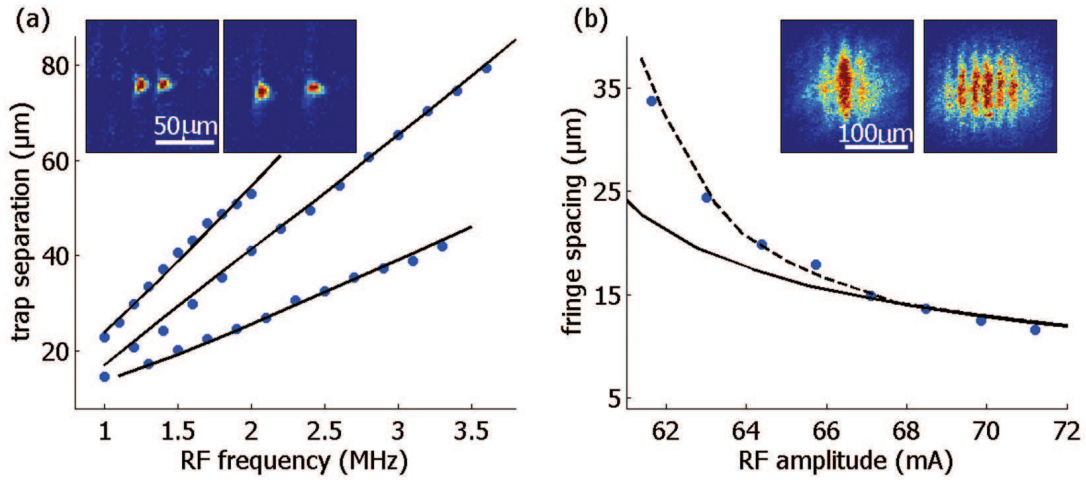 (a)
50μm
trap separation (μm)
80
60
40
20
1 1.5 2 2.5 3 3.5
RF frequency (MHz)
(b)
100μm
fringe spacing (μm)
35
25
15
5
62 64 66 68 70 72
RF amplitude (mA)